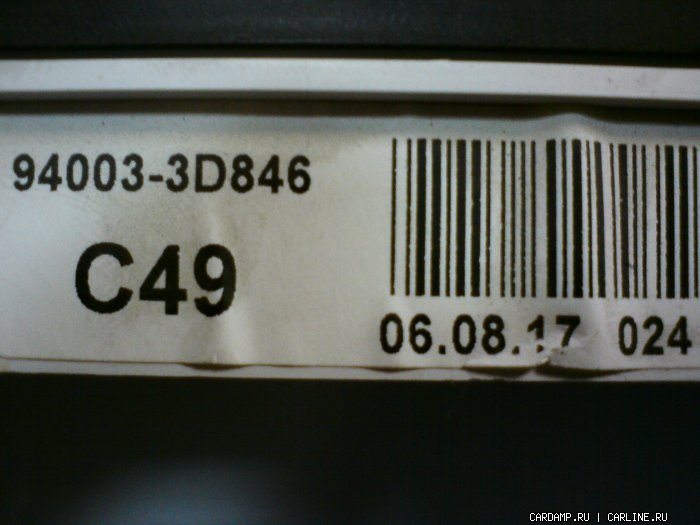 94003-3D846
C49
06.08.17 024
CARDAMP.RU | CARLINE.RU